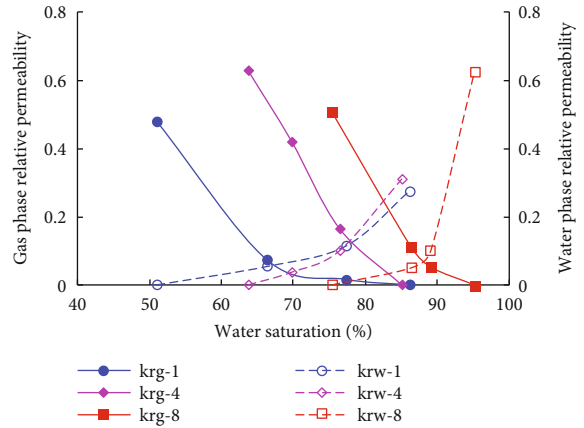 0.8 0.8
0.6 0.6
0.4 0.4
0.2 0.2
0 0
Gas phase relative permeability
Water phase relative permeability
40 50 60 70 80 90 100
Water saturation (%)
krg-1 krw-1
krg-4 krw-4
krg-8 krw-8